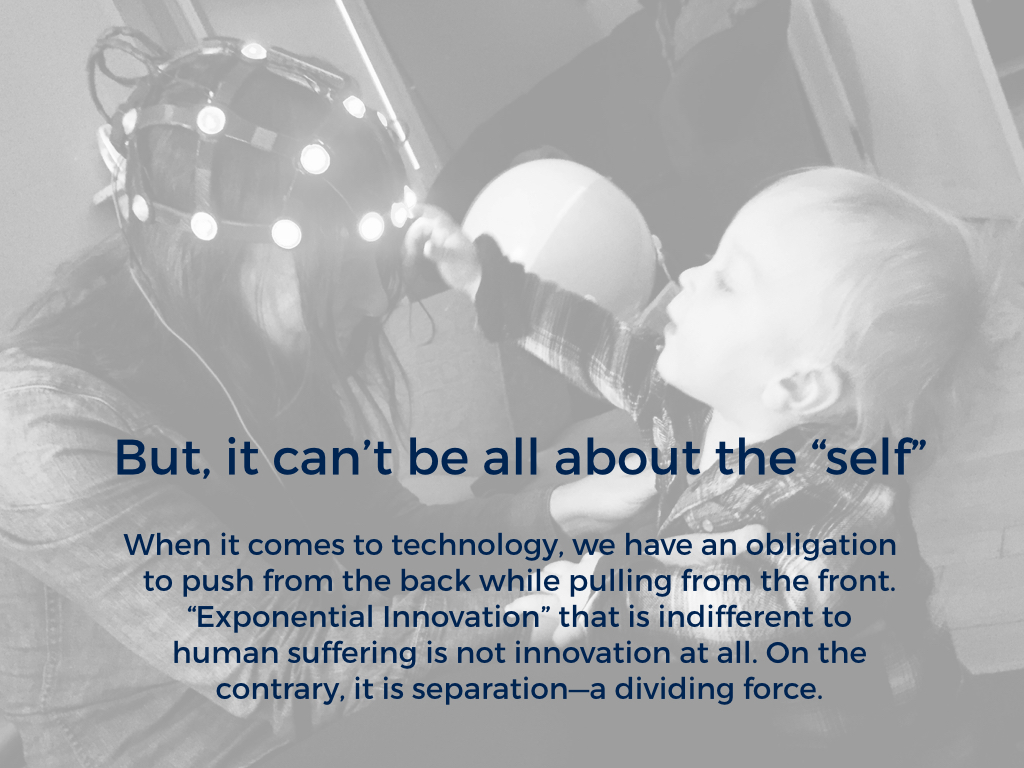 But, it can’t be all about the “self”
When it comes to technology, we have an obligation
to push from the back while pulling from the front.
“Exponential Innovation” that is indifferent to
human suffering is not innovation at all. On the
contrary, it is separation—a dividing force.